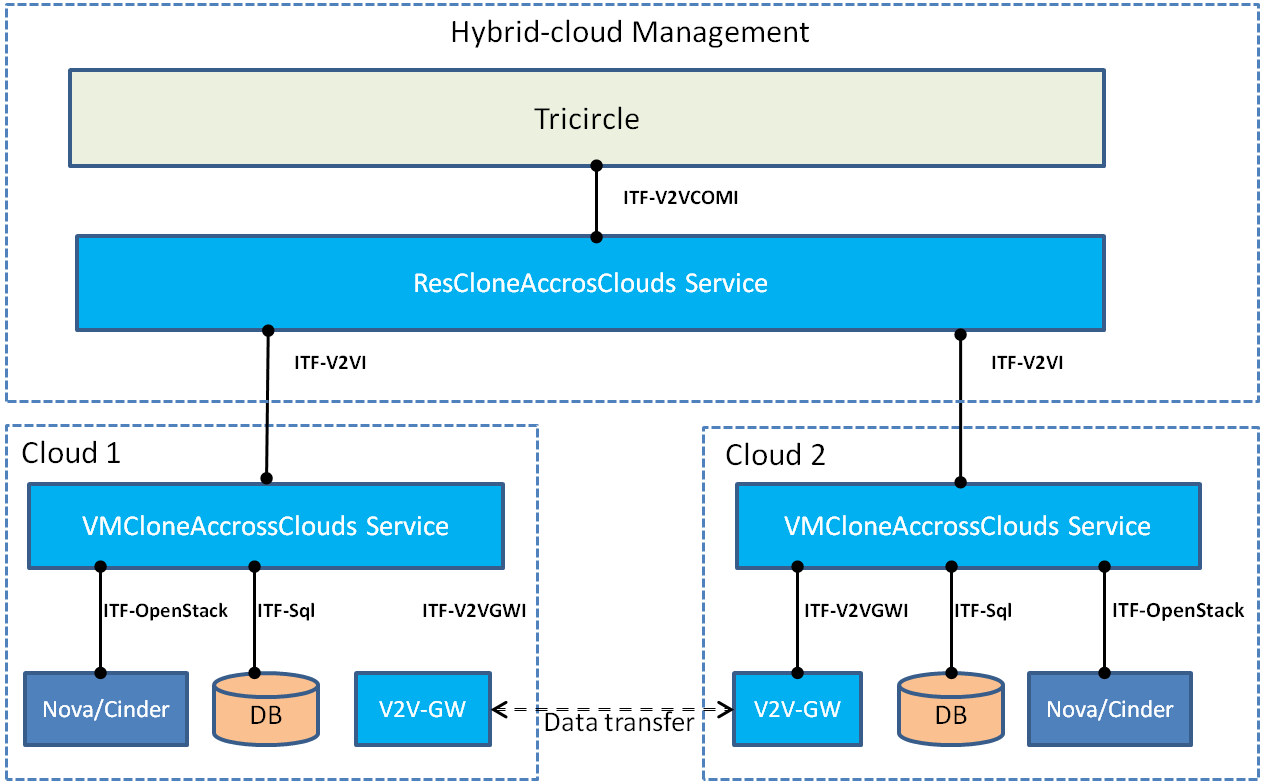 Hybrid-cloud Management
Tricircle
ITF-V2VCOMI
ResCloneAccrosClouds Service
ITF-V2VI
ITF-V2VI
Cloud 1
Cloud 2
VMCloneAccrossClouds Service
VMCloneAccrossClouds Service
ITF-OpenStack
ITF-Sql
ITF-V2VGWI
ITF-V2VGWI
ITF-Sql
ITF-OpenStack
Nova/Cinder
DB
V2V-GW
Data transfer
V2V-GW
DB
Nova/Cinder